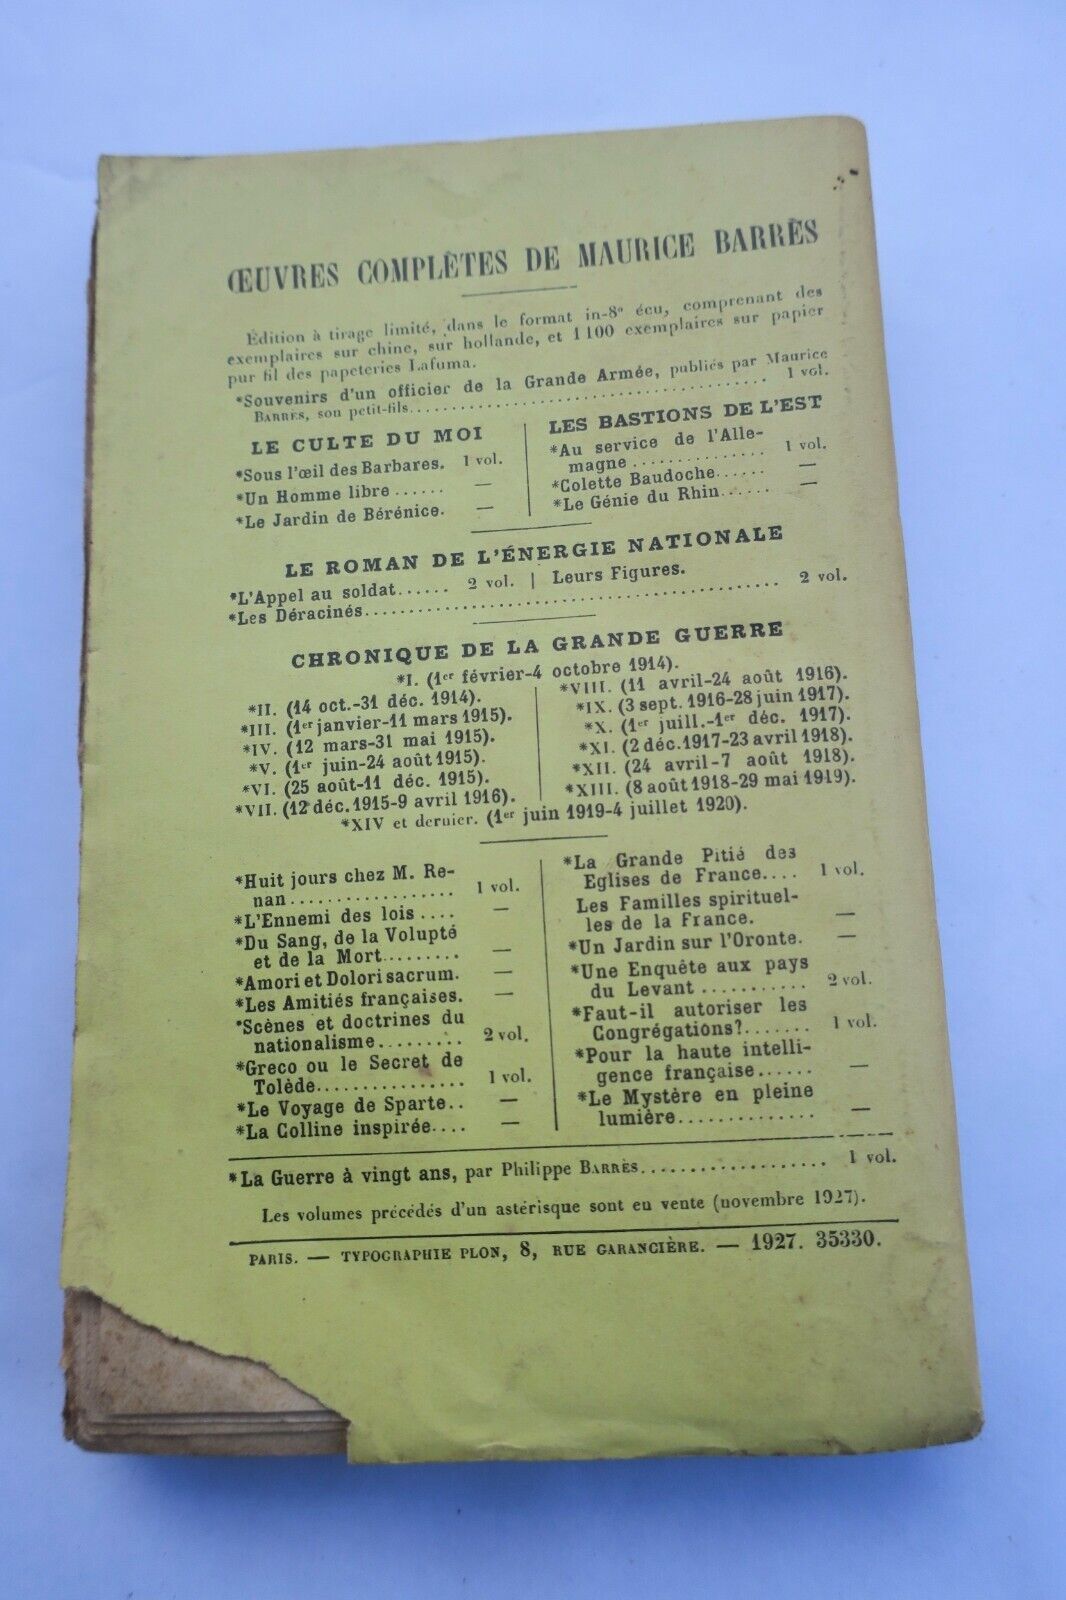 ŒUVRES COMPLÈTES DE MAURICE BARRÈS
Édition à tirage limité, dans le format in-8º écu, comprenant des
exemplaires sur chine, sur hollande, et 1 100 exemplaires sur papier
pur fil des papeteries Lafuma.
*Souvenirs d'un officier de la Grande Armée, publiés par Maurice
BARRÈS, son petit-fils........ 1 vol.
LE CULTE DU MOI
*Sous l'œil des Barbares. 1 vol.
*Un Homme libre ...... —
*Le Jardin de Bérénice. —
LES BASTIONS DE L'EST
*Au service de l'Alle-
magne .............. 1 vol.
*Colette Baudoche...... —
*Le Génie du Rhin...... —
LE ROMAN DE L'ÉNERGIE NATIONALE
*L'Appel au soldat...... 2 vol. | Leurs Figures.
*Les Déracinés........ 2 vol.
CHRONIQUE DE LA GRANDE GUERRE
*I. (1er février-4 octobre 1914).
*II. (14 oct.-31 déc. 1914).
*III. (1er janvier-11 mars 1915).
*IV. (12 mars-31 mai 1915).
*V. (1er juin-24 août 1915).
*VI. (25 août-11 déc. 1915).
*VII. (12 déc. 1915-9 avril 1916).
*VIII. (11 avril-24 août 1916).
*IX. (3 sept. 1916-28 juin 1917).
*X. (1er juill.-1er déc. 1917).
*XI. (2 déc. 1917-23 avril 1918).
*XII. (24 avril-7 août 1918).
*XIII. (8 août 1918-29 mai 1919).
*XIV et dernier. (1er juin 1919-4 juillet 1920).
*Huit jours chez M. Re-
nan .................. 1 vol.
*L'Ennemi des lois .... —
*Du Sang, de la Volupté
et de la Mort......... —
*Amori et Dolori sacrum. —
*Les Amitiés françaises. —
*Scènes et doctrines du
nationalisme ......... 2 vol.
*Greco ou le Secret de
Tolède................ 1 vol.
*Le Voyage de Sparte.. —
*La Colline inspirée.... —
*La Grande Pitié des
Eglises de France.... 1 vol.
Les Familles spirituel-
les de la France. —
*Un Jardin sur l'Oronte. —
*Une Enquête aux pays
du Levant ........... 2 vol.
*Faut-il autoriser les
Congrégations?....... 1 vol.
*Pour la haute intelli-
gence française...... —
*Le Mystère en pleine
lumière.............. —
*La Guerre à vingt ans, par Philippe BARRÈS................... 1 vol.
Les volumes précédés d'un astérisque sont en vente (novembre 1927).
PARIS. — TYPOGRAPHIE PLON, 8, RUE GARANCIÈRE. — 1927. 35330.